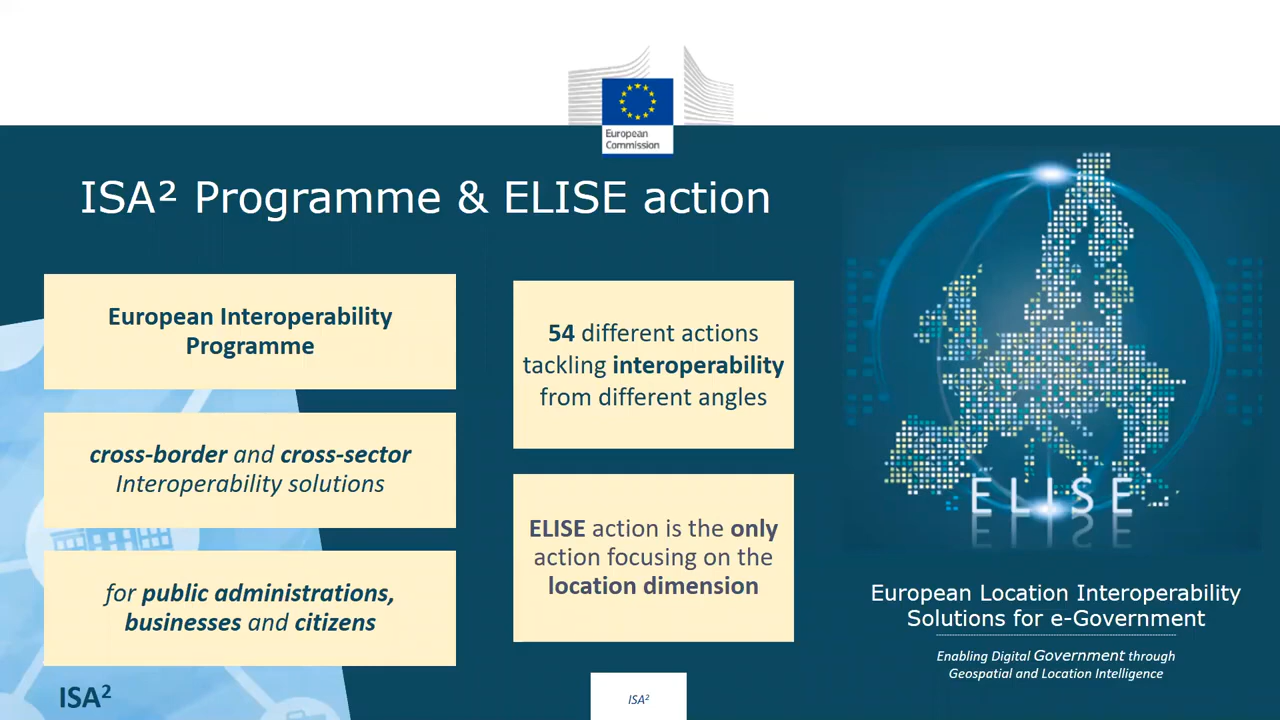 European
Commission
ISA² Programme & ELISE action
European Interoperability
Programme
cross-border and cross-sector
Interoperability solutions
for public administrations,
businesses and citizens
54 different actions
tackling interoperability
from different angles
ELISE action is the only
action focusing on the
location dimension
ELISE
European Location Interoperability
Solutions for e-Government
Enabling Digital Government through
Geospatial and Location Intelligence
ISA²
ISA²